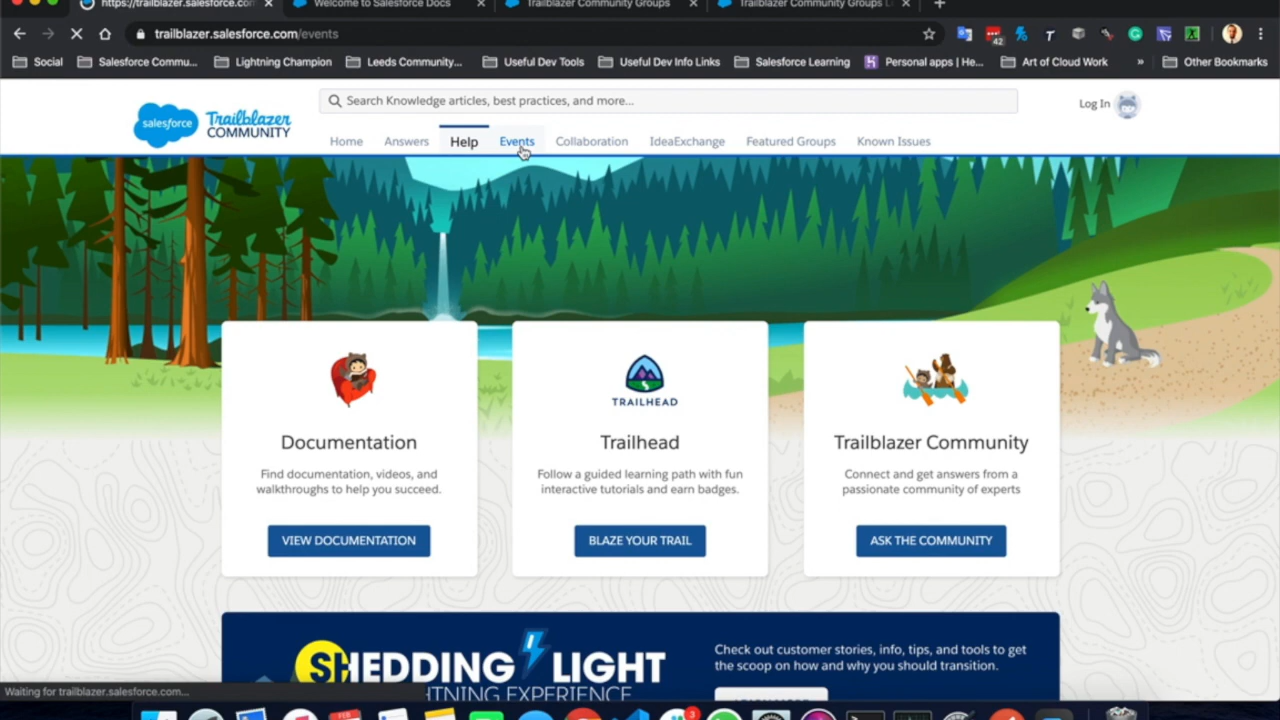 https://trailblazer.salesforce.com
Welcome to Salesforce Docs
Trailblazer Community Groups
Trailblazer Community Groups
trailblazer.salesforce.com/events
42
Social
Salesforce Commu...
Lightning Champion
Leeds Community...
Useful Dev Tools
Useful Dev Info Links
Salesforce Learning
Personal apps | He...
Art of Cloud Work
»
Other Bookmarks
salesforce
Trailblazer
COMMUNITY
Search Knowledge articles, best practices, and more...
Log In
Home
Answers
Help
Events
Collaboration
IdeaExchange
Featured Groups
Known Issues
Documentation
Find documentation, videos, and
walkthroughs to help you succeed.
VIEW DOCUMENTATION
TRAILHEAD
Trailhead
Follow a guided learning path with fun
interactive tutorials and earn badges.
BLAZE YOUR TRAIL
Trailblazer Community
Connect and get answers from a
passionate community of experts
ASK THE COMMUNITY
SHEDDING LIGHT
HTNING EXPERIENCE
Check out customer stories, info, tips, and tools to get
the scoop on how and why you should transition.
Waiting for trailblazer.salesforce.com...
FEB
3